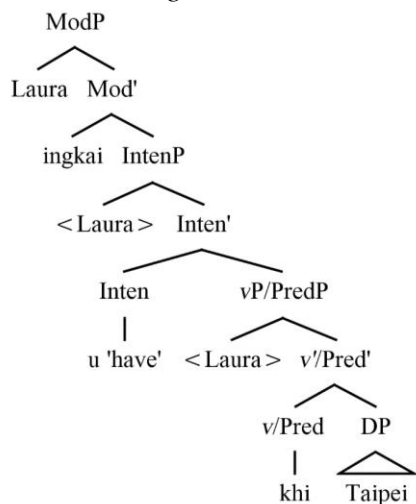 ModP
Laura Mod'
ingkai IntenP
<Laura> Inten'
Inten vP/PredP
u 'have' <Laura> v'/Pred'
v/Pred DP
khi Taipei